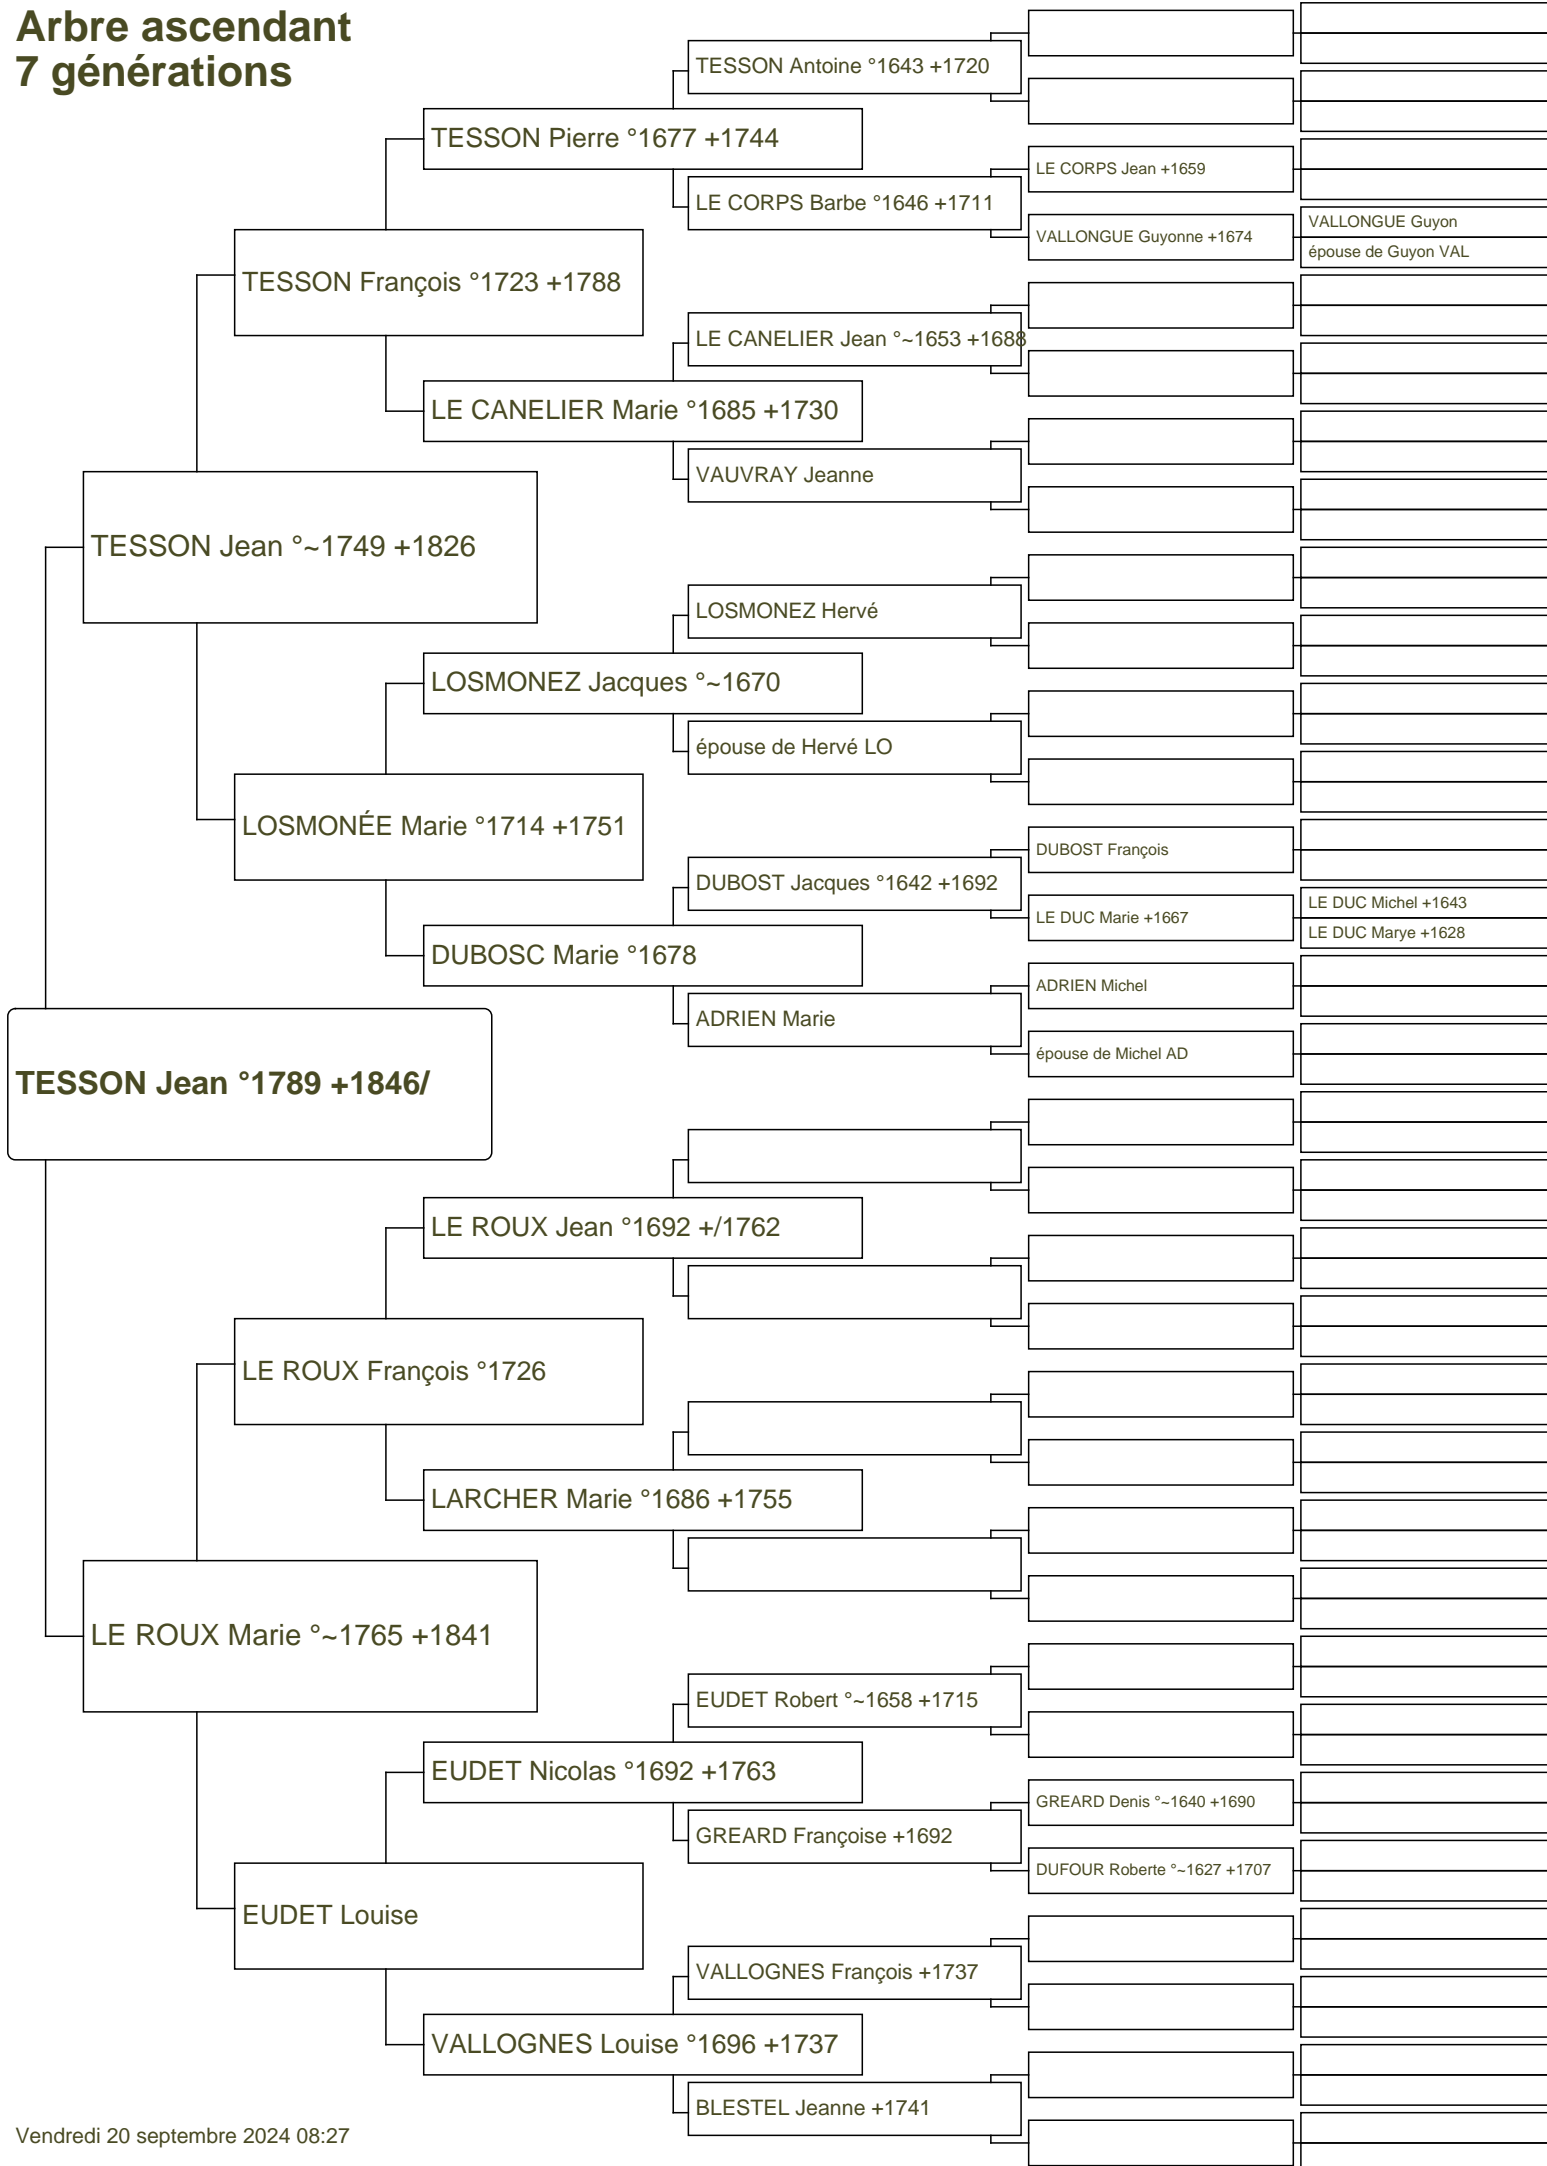 Arbre ascendant
7 générations
TESSON Antoine °1643 +1720
TESSON Pierre °1677 +1744
LE CORPS Jean +1659
LE CORPS Barbe °1646 +1711
VALLONGUE Guyonne +1674
VALLONGUE Guyon
épouse de Guyon VAL
TESSON François °1723 +1788
LE CANELIER Jean °~1653 +1688
LE CANELIER Marie °1685 +1730
VAUVRAY Jeanne
TESSON Jean °~1749 +1826
LOSMONEZ Hervé
LOSMONEZ Jacques °~1670
épouse de Hervé LO
LOSMONÉE Marie °1714 +1751
DUBOST François
DUBOST Jacques °1642 +1692
LE DUC Marie +1667
LE DUC Michel +1643
LE DUC Marye +1628
DUBOSC Marie °1678
ADRIEN Michel
ADRIEN Marie
épouse de Michel AD
TESSON Jean °1789 +1846/
LE ROUX Jean °1692 +/1762
LE ROUX François °1726
LARCHER Marie °1686 +1755
LE ROUX Marie °~1765 +1841
EUDET Robert °~1658 +1715
EUDET Nicolas °1692 +1763
GREARD Denis °~1640 +1690
GREARD Françoise +1692
DUFOUR Roberte °~1627 +1707
EUDET Louise
VALLOGNES François +1737
VALLOGNES Louise °1696 +1737
BLESTEL Jeanne +1741
Vendredi 20 septembre 2024 08:27